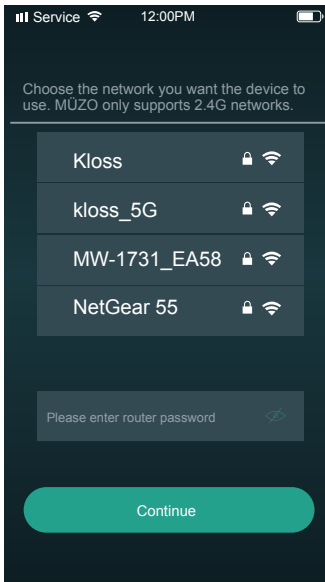 Service 12:00PM
Choose the network you want the device to
use. MÜZO only supports 2.4G networks.
Kloss
kloss_5G
MW-1731_EA58
NetGear 55
Please enter router password
Continue